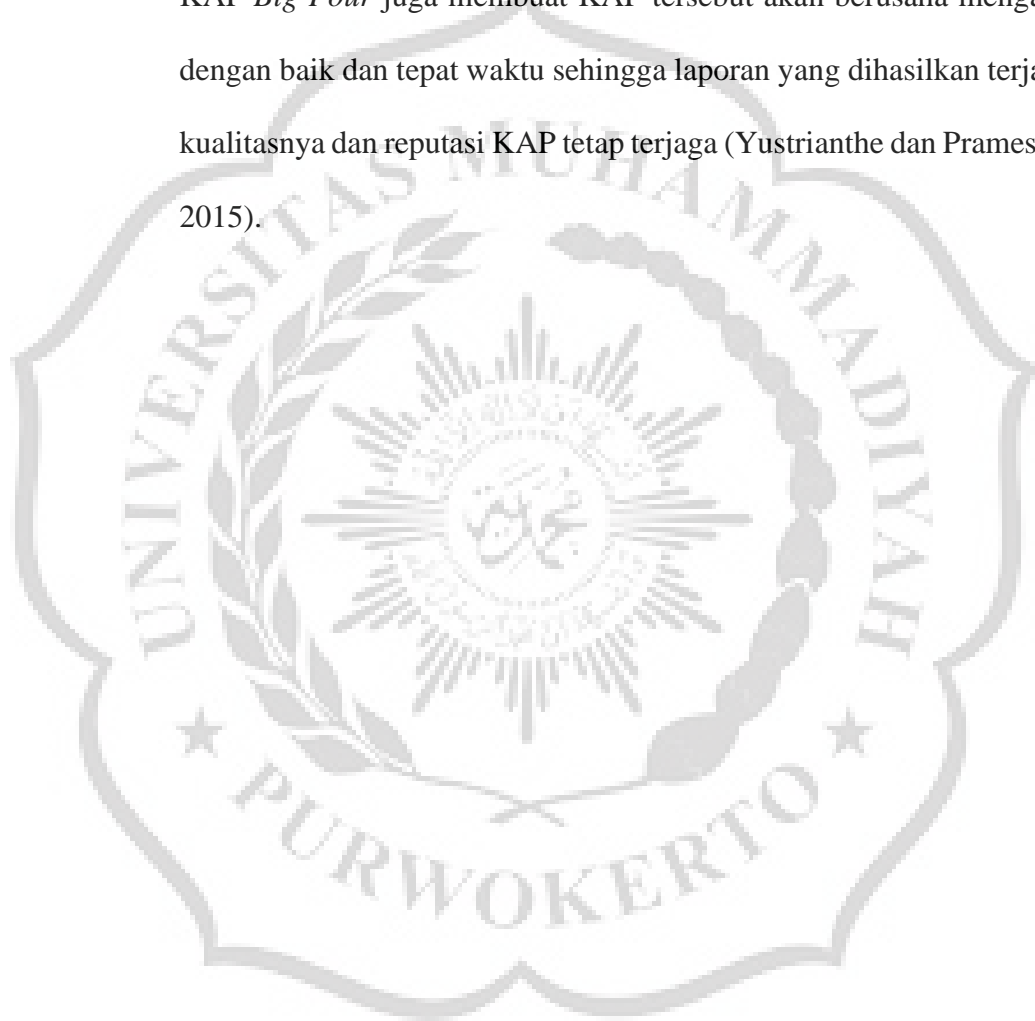 KAP Big Four juga membuat KAP tersebut akan berusaha
dengan baik dan tepat waktu sehingga laporan yang dihasilkan
kualitasnya dan reputasi KAP tetap terjaga (Yustrianthe dan
2015).
UNIVERSITAS MUHAMMADIYAH
PURWOKERTO